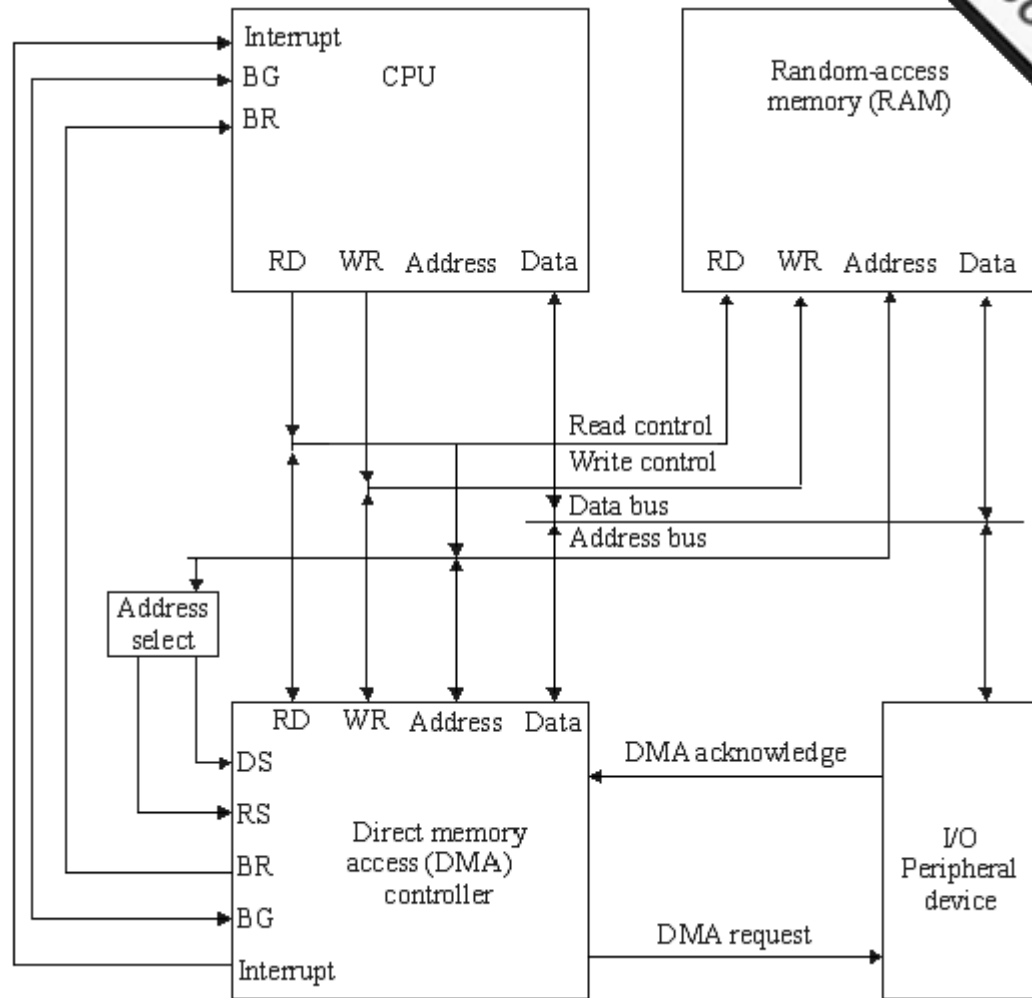 Interrupt
BG
CPU
BR
RD WR Address Data
Random-access
memory (RAM)
RD WR Address Data
Read control
Write control
Data bus
Address bus
Address
select
RD WR Address Data
DS
RS
BR
BG
Interrupt
Direct memory
access (DMA)
controller
DMA acknowledge
DMA request
I/O
Peripheral
device